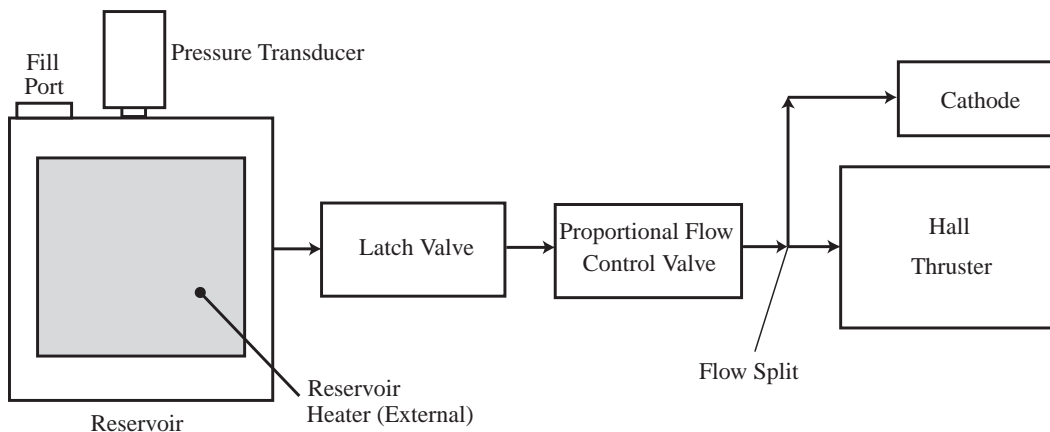 Fill
Port
Pressure Transducer
Cathode
Latch Valve
Proportional Flow
Control Valve
Hall
Thruster
Flow Split
Reservoir
Heater (External)
Reservoir